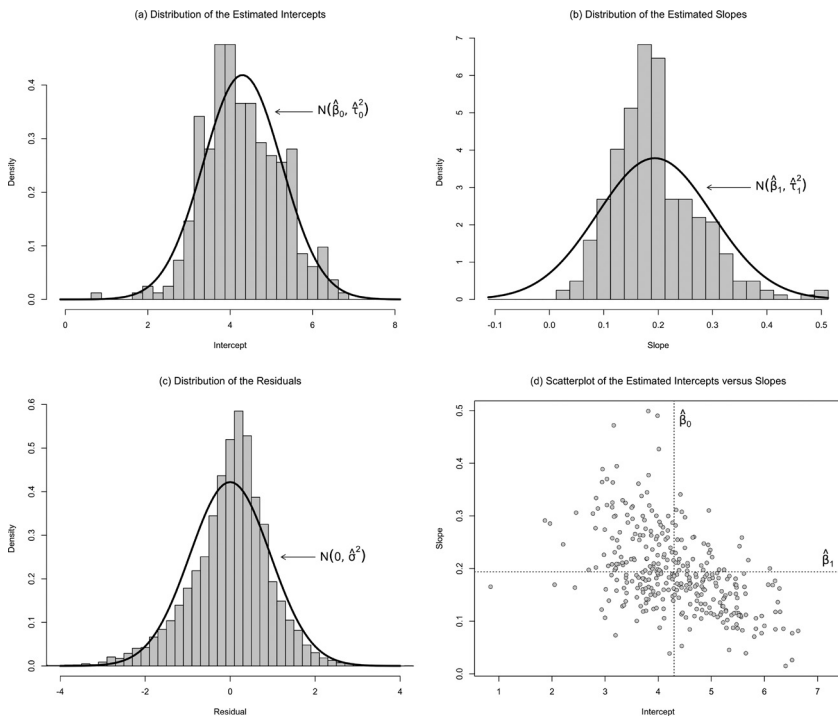 (a) Distribution of the Estimated Intercepts
Density
0.0
0.1
0.2
0.3
0.4
N(β̂₀, τ̂₀²)
0
2
4
6
8
Intercept
(b) Distribution of the Estimated Slopes
Density
0
1
2
3
4
5
6
7
N(β̂₁, τ̂₁²)
-0.1
0.0
0.1
0.2
0.3
0.4
0.5
Slope
(c) Distribution of the Residuals
Density
0.0
0.1
0.2
0.3
0.4
0.5
0.6
N(0, σ̂²)
-4
-2
0
2
4
Residual
(d) Scatterplot of the Estimated Intercepts versus Slopes
Slope
0.0
0.1
0.2
0.3
0.4
0.5
β̂₀
β̂₁
1
2
3
4
5
6
7
Intercept